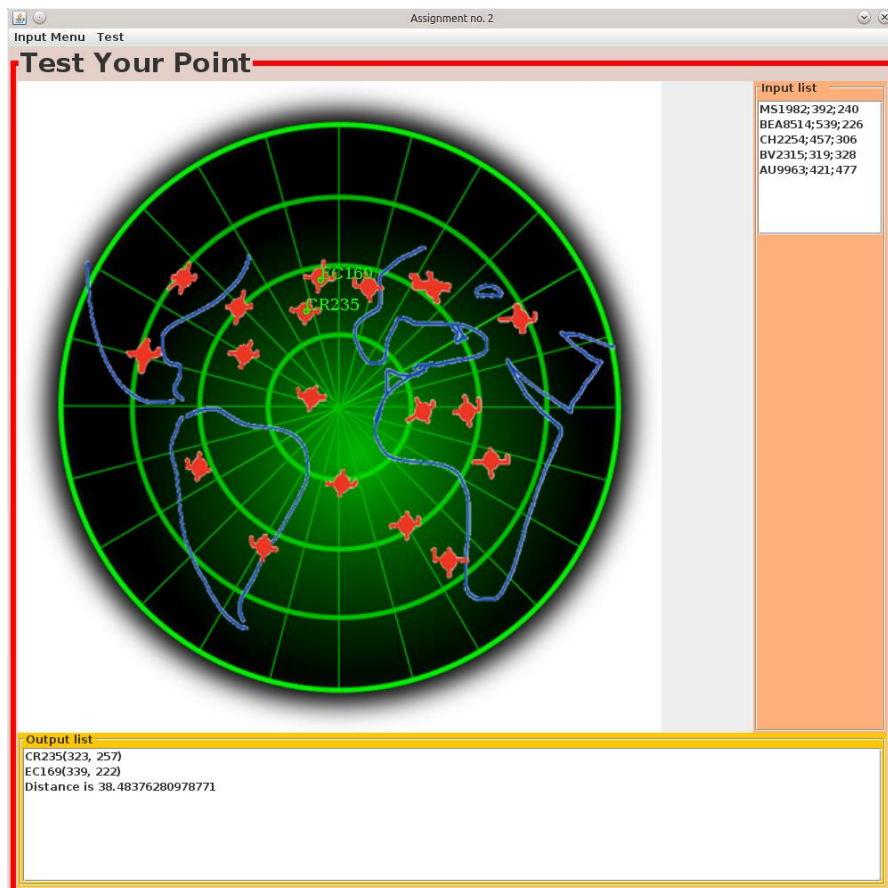 Assignment no. 2
Input Menu Test
Test Your Point
Input list
MS1982;392;240
BEA8514;539;226
CH2254;457;306
BV2315;319;328
AU9963;421;477
EC169
CR235
Output list
CR235(323, 257)
EC169(339, 222)
Distance is 38.48376280978771